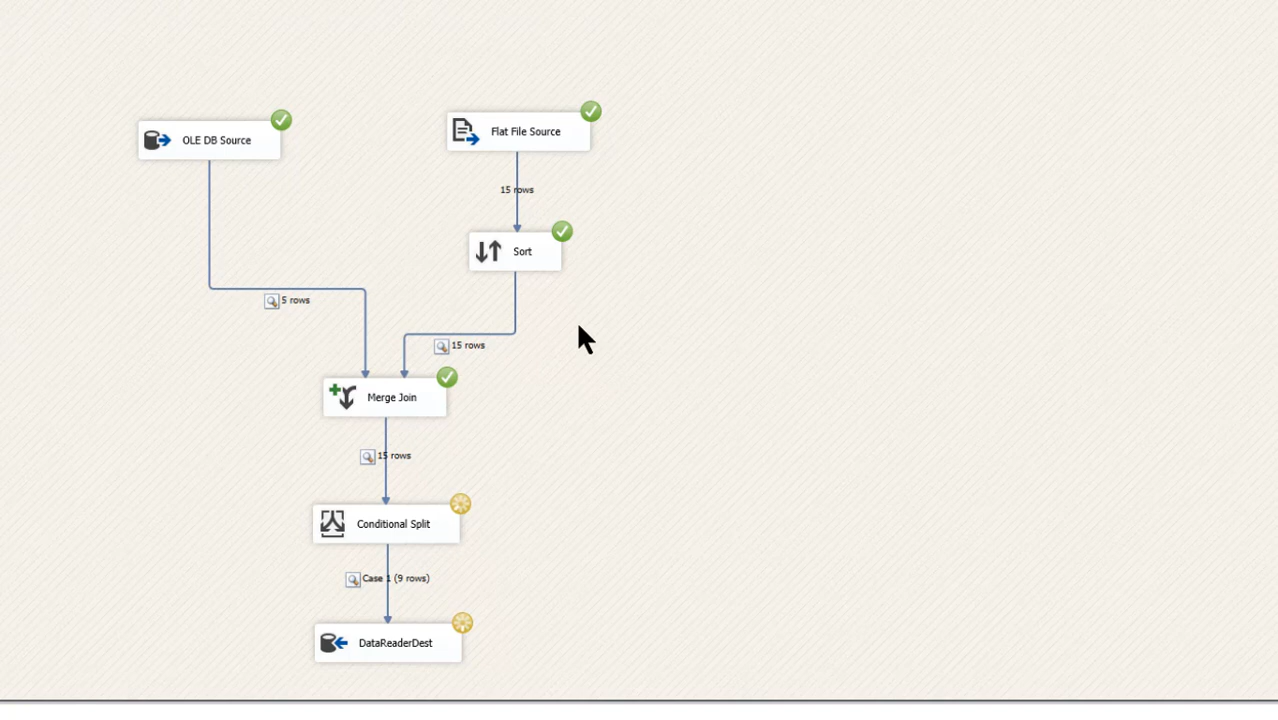 OLE DB Source
Flat File Source
15 rows
Sort
5 rows
15 rows
Merge Join
15 rows
Conditional Split
Case 1 (9 rows)
DataReaderDest